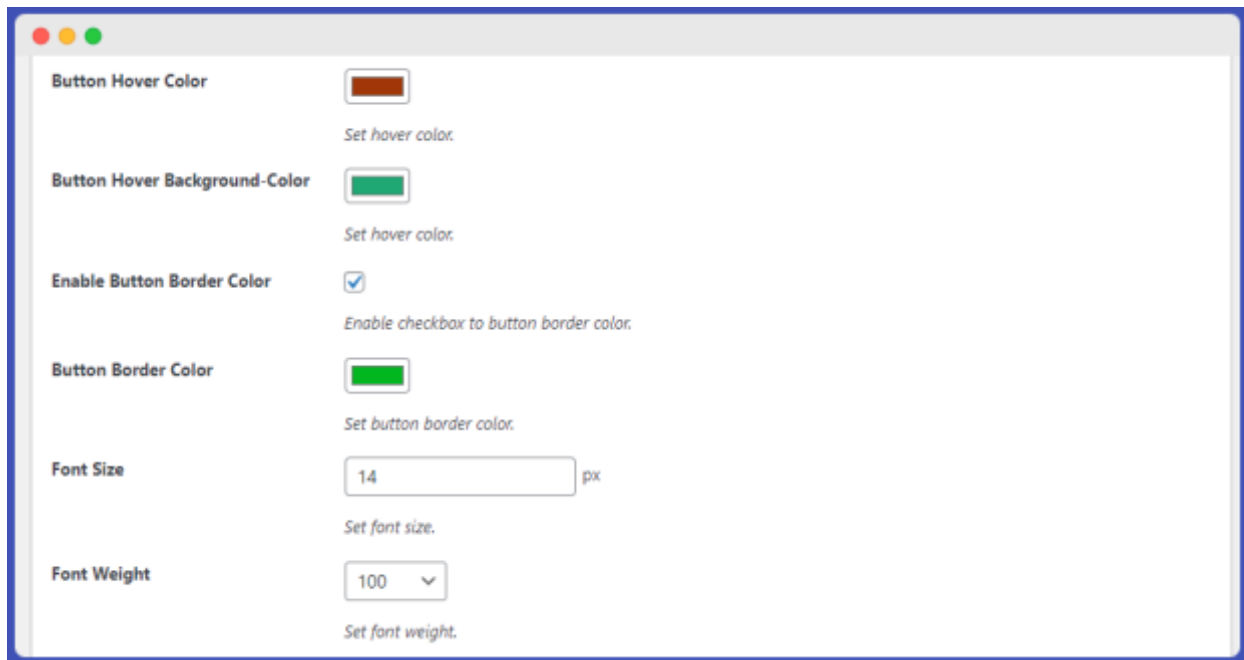 Button Hover Color
Set hover color.
Button Hover Background-Color
Set hover color.
Enable Button Border Color
Enable checkbox to button border color.
Button Border Color
Set button border color.
Font Size
14 px
Set font size.
Font Weight
100
Set font weight.